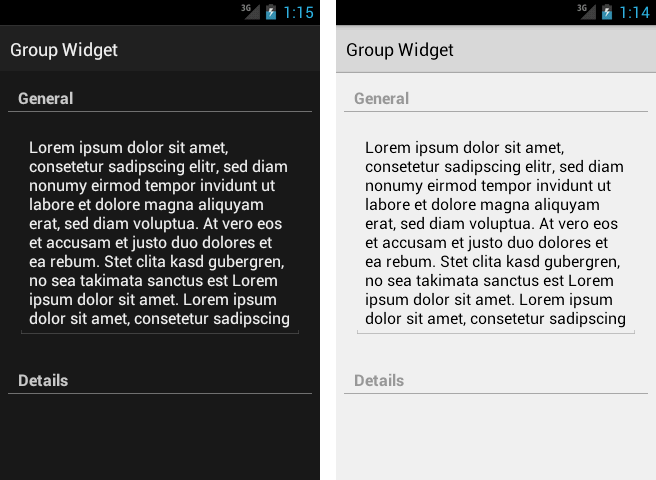 3G 1:15
Group Widget
General
Lorem ipsum dolor sit amet,
consetetur sadipscing elitr, sed diam
nonumy eirmod tempor invidunt ut
labore et dolore magna aliquyam
erat, sed diam voluptua. At vero eos
et accusam et justo duo dolores et
ea rebum. Stet clita kasd gubergren,
no sea takimata sanctus est Lorem
ipsum dolor sit amet. Lorem ipsum
dolor sit amet, consetetur sadipscing
Details
3G 1:14
Group Widget
General
Lorem ipsum dolor sit amet,
consetetur sadipscing elitr, sed diam
nonumy eirmod tempor invidunt ut
labore et dolore magna aliquyam
erat, sed diam voluptua. At vero eos
et accusam et justo duo dolores et
ea rebum. Stet clita kasd gubergren,
no sea takimata sanctus est Lorem
ipsum dolor sit amet. Lorem ipsum
dolor sit amet, consetetur sadipscing
Details